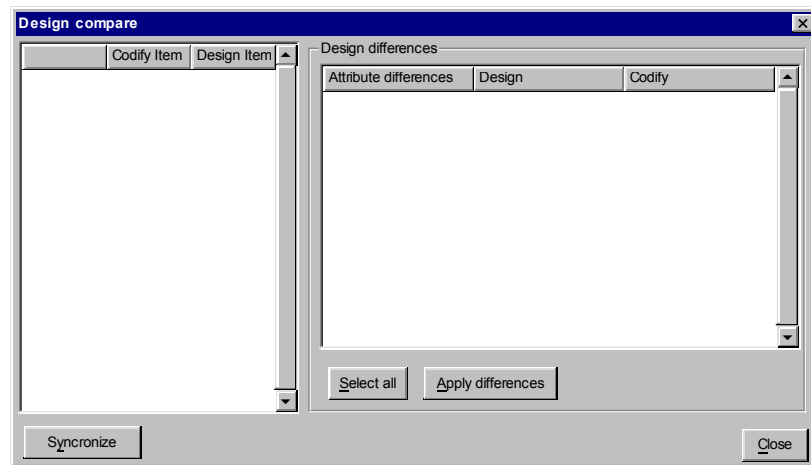 Design compare
Codify Item Design Item
Design differences
Attribute differences Design Codify
Select all Apply differences
Syncronize
Close